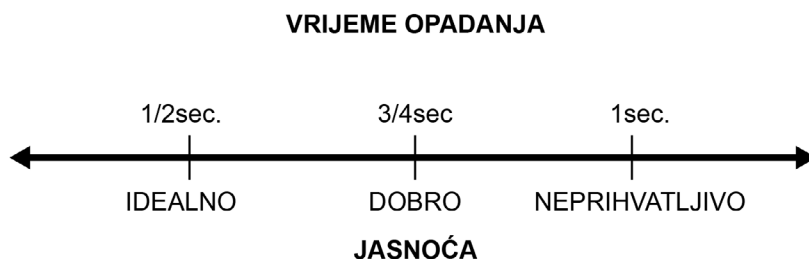 VRIJEME OPADANJA
1/2sec. 3/4sec 1sec.
IDEALNO DOBRO NEPRIHVATLJIVO
JASNOĆA